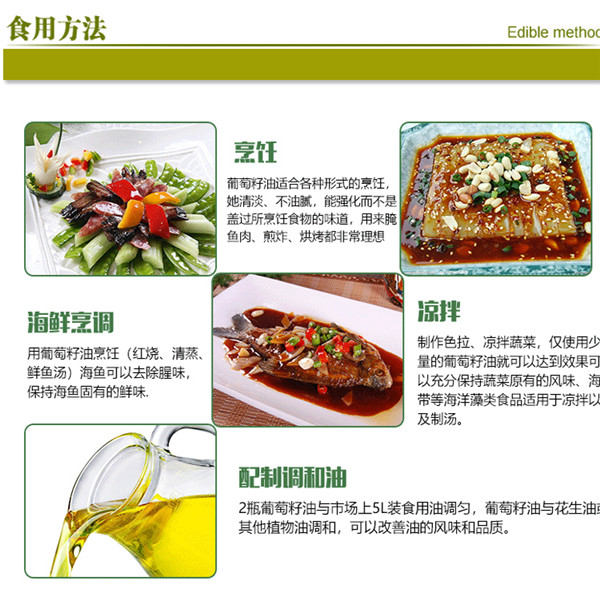 食用方法
Edible method
烹饪
葡萄籽油适合各种形式的烹饪，
她清淡、不油腻，能强化而不是
盖过所烹饪食物的味道，用来腌
鱼肉、煎炸、烘烤都非常理想
海鲜烹调
用葡萄籽油烹饪（红烧、清蒸、
鲜鱼汤）海鱼可以去除腥味，
保持海鱼固有的鲜味.
凉拌
制作色拉、凉拌蔬菜，仅使用少
量的葡萄籽油就可以达到效果可
以充分保持蔬菜原有的风味、海
带等海洋藻类食品适用于凉拌以
及制汤。
配制调和油
2瓶葡萄籽油与市场上5L装食用油调匀，葡萄籽油与花生油或
其他植物油调和，可以改善油的风味和品质。